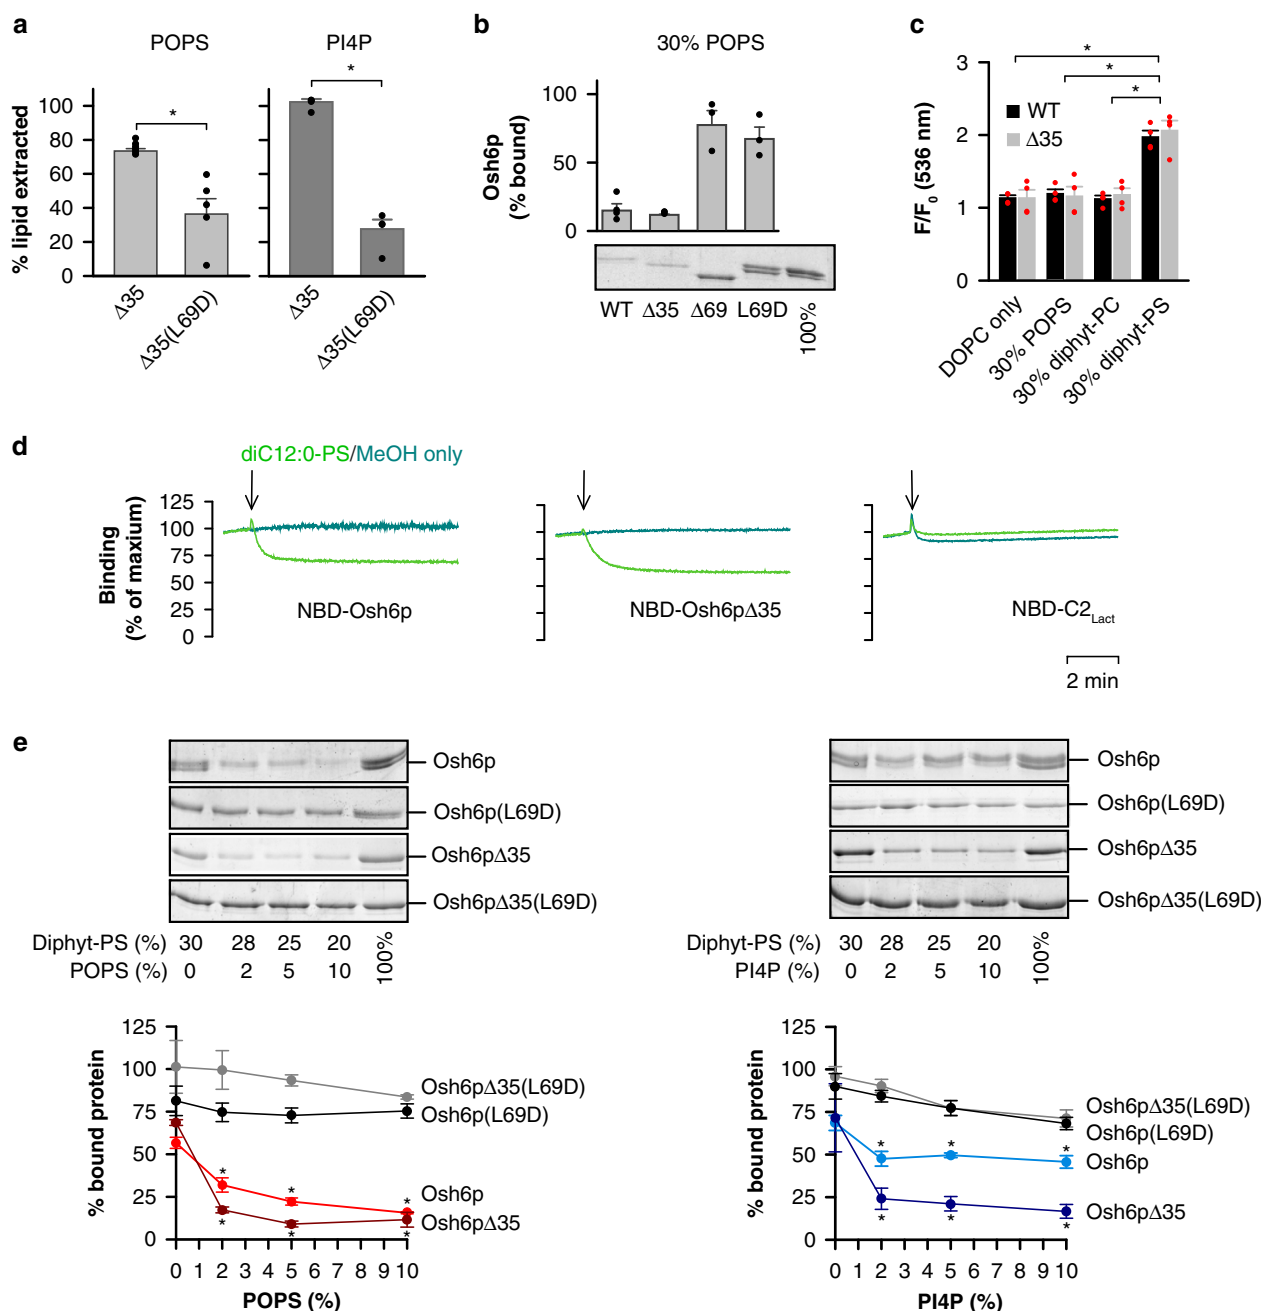 a
POPS
PI4P
% lipid extracted
100
80
60
40
20
0
*
*
Δ35
Δ35(L69D)
Δ35
Δ35(L69D)
b
30% POPS
Osh6p
(% bound)
100
50
0
WT
Δ35
Δ69
L69D
100%
c
F/F0 (536 nm)
3
2
1
0
*
*
*
WT
Δ35
DOPC only
30% POPS
30% diphyt-PC
30% diphyt-PS
d
diC12:0-PS/MeOH only
Binding
(% of maxium)
125
100
75
50
25
0
NBD-Osh6p
NBD-Osh6pΔ35
NBD-C2Lact
2 min
e
Osh6p
Osh6p(L69D)
Osh6pΔ35
Osh6pΔ35(L69D)
Diphyt-PS (%) 30 28 25 20 100%
POPS (%) 0 2 5 10
Osh6p
Osh6p(L69D)
Osh6pΔ35
Osh6pΔ35(L69D)
Diphyt-PS (%) 30 28 25 20 100%
PI4P (%) 0 2 5 10
% bound protein
125
100
75
50
25
0
Osh6pΔ35(L69D)
Osh6p(L69D)
Osh6p
Osh6pΔ35
* * *
* * *
0 1 2 3 4 5 6 7 8 9 10
POPS (%)
% bound protein
125
100
75
50
25
0
Osh6pΔ35(L69D)
Osh6p(L69D)
Osh6p
Osh6pΔ35
* * *
* * *
0 1 2 3 4 5 6 7 8 9 10
PI4P (%)